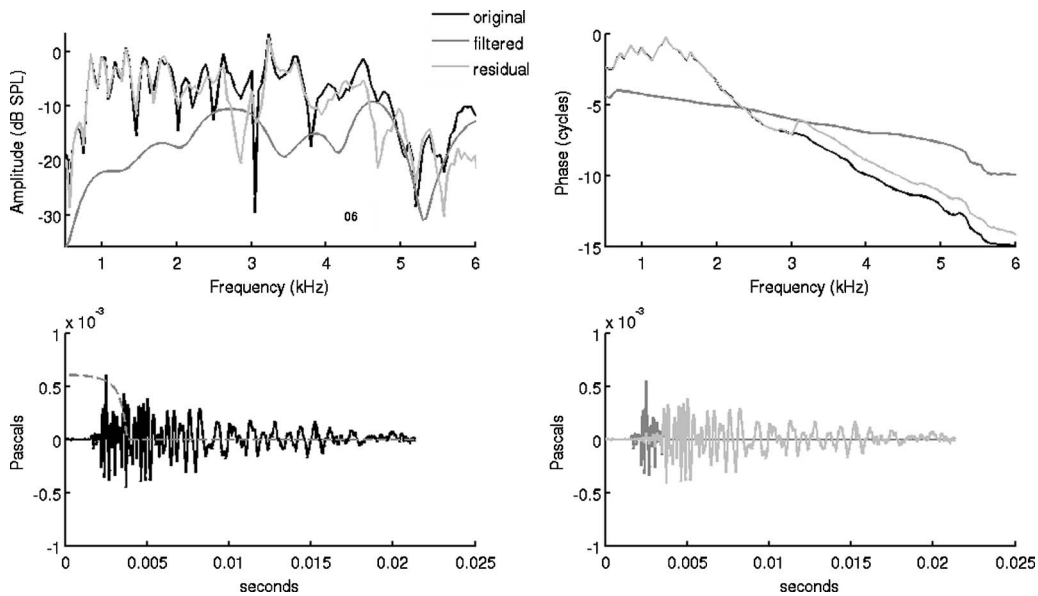 original
filtered
residual
0
-10
-20
-30
Amplitude (dB SPL)
06
1 2 3 4 5 6
Frequency (kHz)
0
-5
-10
-15
Phase (cycles)
1 2 3 4 5 6
Frequency (kHz)
x 10^-3
1
0.5
0
-0.5
-1
Pascals
0 0.005 0.01 0.015 0.02 0.025
seconds
x 10^-3
1
0.5
0
-0.5
-1
Pascals
0 0.005 0.01 0.015 0.02 0.025
seconds